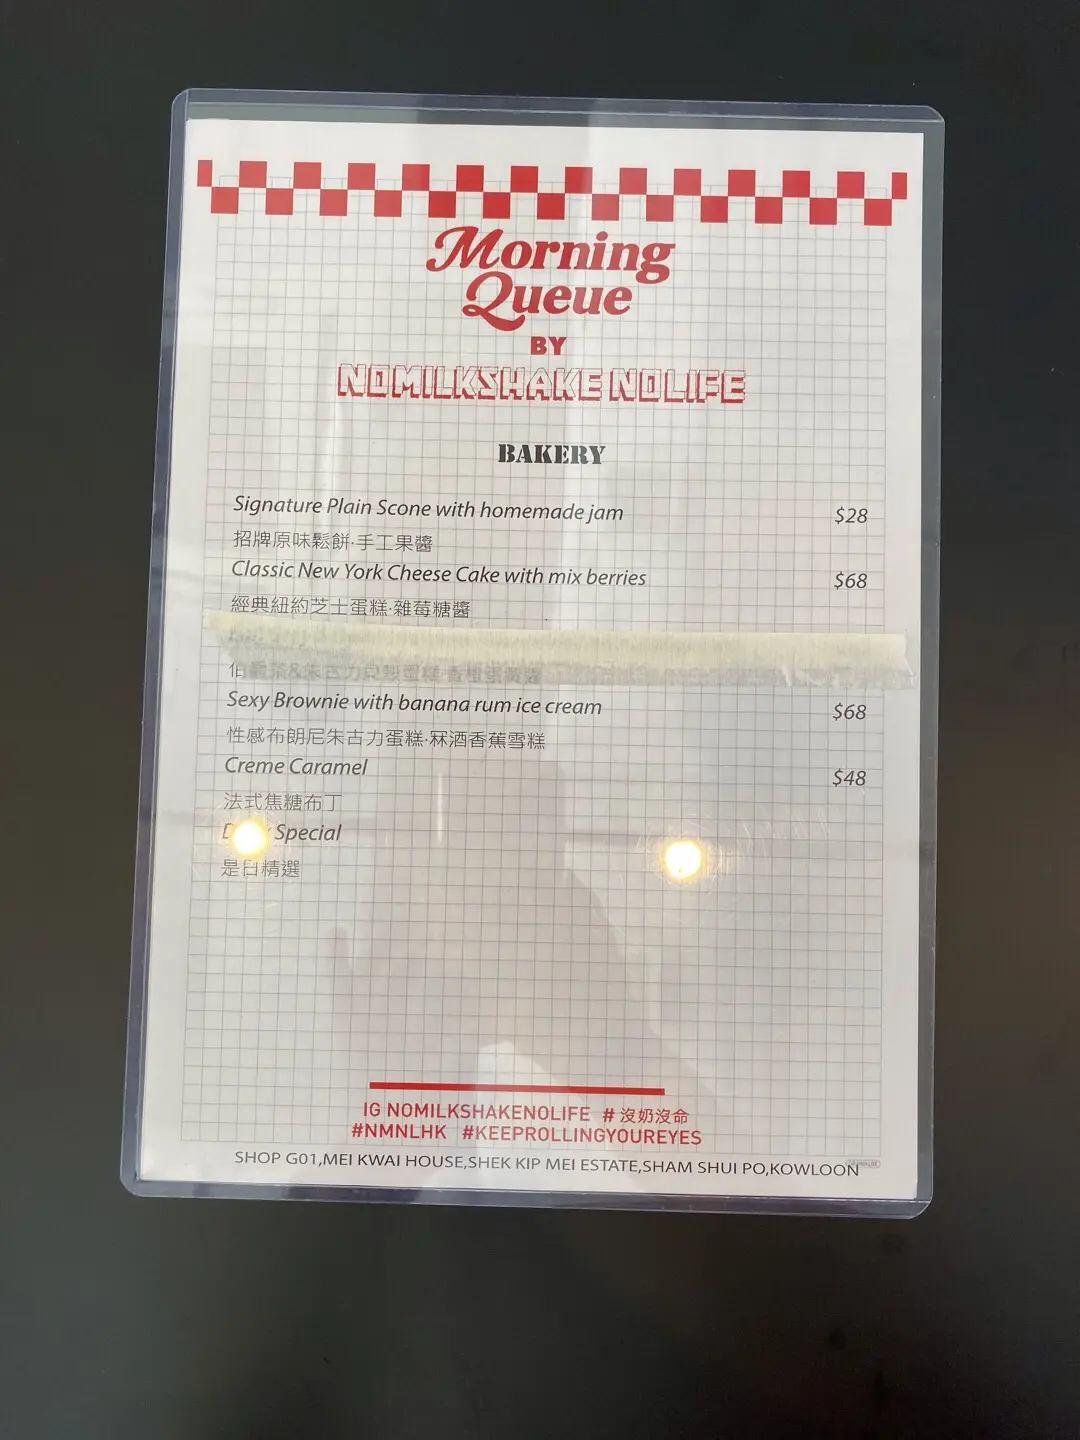 Morning
Queue
BY
NOMILKSHAKE NOLIFE
BAKERY
Signature Plain Scone with homemade jam $28
招牌原味鬆餅·手工果醬
Classic New York Cheese Cake with mix berries $68
經典紐約芝士蛋糕·雜莓糖醬
伯
Sexy Brownie with banana rum ice cream $68
性感布朗尼朱古力蛋糕·冧酒香蕉雪糕
Creme Caramel $48
法式焦糖布丁
Special
是日精選
IG NOMILKSHAKENOLIFE # 沒奶沒命
#NMNLHK #KEEPROLLINGYOUREYES
SHOP G01,MEI KWAI HOUSE,SHEK KIP MEI ESTATE,SHAM SHUI PO,KOWLOON